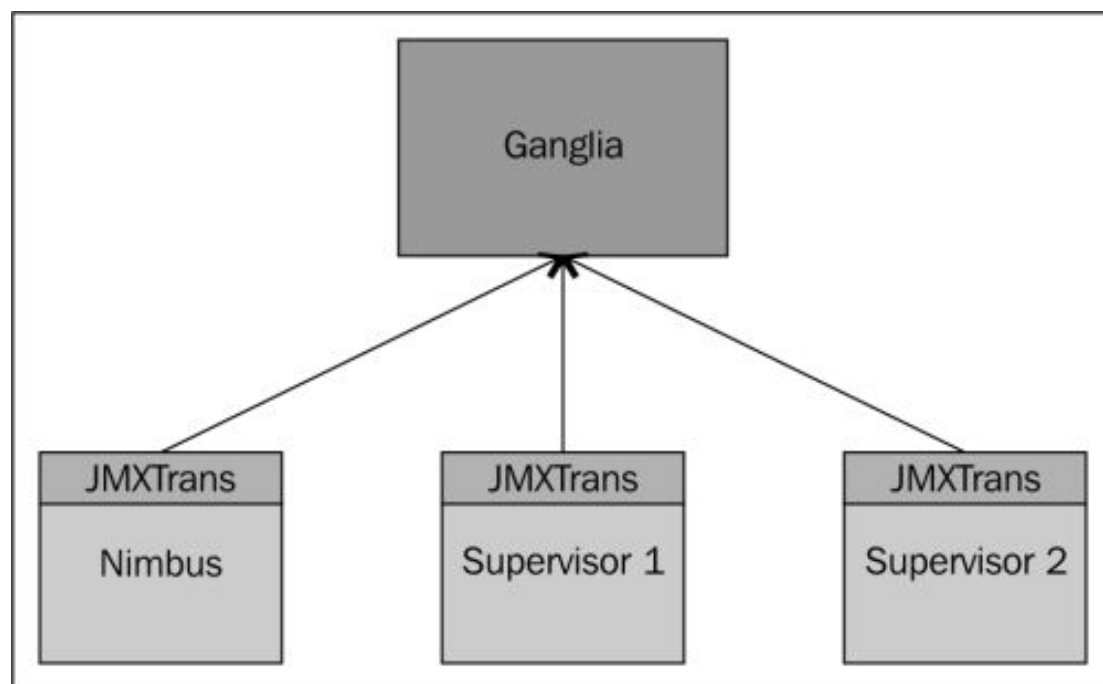 Ganglia
JMXTrans
Nimbus
JMXTrans
Supervisor 1
JMXTrans
Supervisor 2